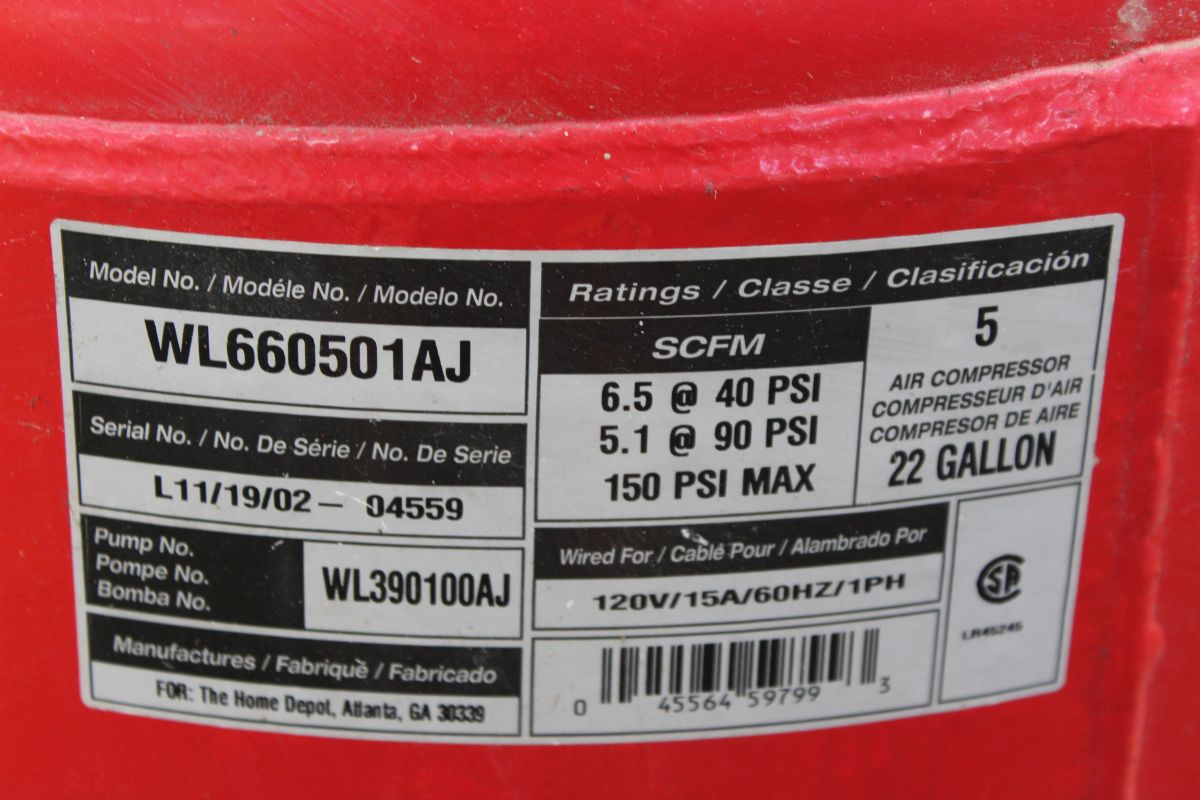 Model No. / Modéle No. / Modelo No.
WL660501AJ
Serial No. / No. De Série / No. De Serie
L11/19/02 — 04559
Pump No.
Pompe No.
Bomba No.
WL390100AJ
Manufactures / Fabriquè / Fabricado
FOR: The Home Depot, Atlanta, GA 30339
Ratings / Classe / Clasificación
SCFM
6.5 @ 40 PSI
5.1 @ 90 PSI
150 PSI MAX
5
AIR COMPRESSOR
COMPRESSEUR D'AIR
COMPRESOR DE AIRE
22 GALLON
Wired For / Cablé Pour / Alambrado Por
120V/15A/60HZ/1PH
0 45564 59799 3
SA
LR45245